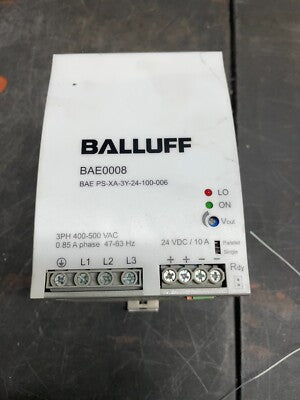 BALLUFF
BAE0008
BAE PS-XA-3Y-24-100-006
LO
ON
Vout
3PH 400-500 VAC
0.85 A phase 47-63 Hz
24 VDC / 10 A
Parallel
Single
L1 L2 L3
+ + − −
Rdy